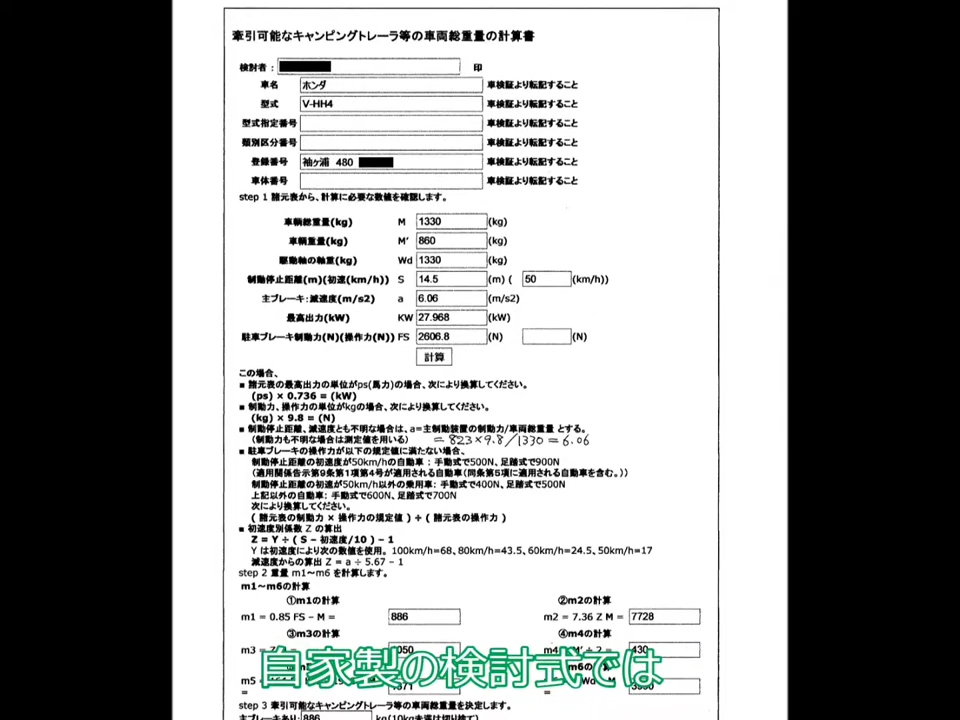 牽引可能なキャンピングトレーラ等の車両総重量の計算書
検討者： 印
車名 ホンダ 車検証より転記すること
型式 V-HH4 車検証より転記すること
型式指定番号 車検証より転記すること
類別区分番号 車検証より転記すること
登録番号 袖ヶ浦 480 車検証より転記すること
車体番号 車検証より転記すること
step 1 諸元表から、計算に必要な数値を確認します。
車輌総重量(kg) M 1330 (kg)
車輌重量(kg) M' 860 (kg)
駆動軸の軸重(kg) Wd 1330 (kg)
制動停止距離(m)(初速(km/h)) S 14.5 (m) ( 50 (km/h))
主ブレーキ：減速度(m/s2) a 6.06 (m/s2)
最高出力(kW) KW 27.968 (kW)
駐車ブレーキ制動力(N)(操作力(N)) FS 2606.8 (N) (N)
計算
この場合、
■ 諸元表の最高出力の単位がps(馬力)の場合、次により換算してください。
(ps) × 0.736 = (kW)
■ 制動力、操作力の単位がkgの場合、次により換算してください。
(kg) × 9.8 = (N)
■ 制動停止距離、減速度とも不明な場合は、a=主制動装置の制動力/車両総重量 とする。
(制動力も不明な場合は測定値を用いる) = 823×9.8/1330 = 6.06
■ 駐車ブレーキの操作力が以下の規定値に満たない場合、
制動停止距離の初速度が50km/hの自動車： 手動式で500N、足踏式で900N
(適用関係告示第9条第1項第4号が適用される自動車(同条第5項に適用される自動車を含む。))
制動停止距離の初速が50km/h以外の乗用車：手動式で400N、足踏式で500N
上記以外の自動車：手動式で600N、足踏式で700N
次により換算してください。
( 諸元表の制動力 × 操作力の規定値 ) ÷ ( 諸元表の操作力 )
■ 初速度別係数 Z の算出
Z = Y ÷ ( S − 初速度/10 ) − 1
Y は初速度により次の数値を使用。 100km/h=68、80km/h=43.5、60km/h=24.5、50km/h=17
減速度からの算出 Z = a ÷ 5.67 − 1
step 2 重量 m1～m6 を計算します。
m1～m6の計算
①m1の計算 ②m2の計算
m1 = 0.85 FS − M = 886 m2 = 7.36 Z M = 7728
③m3の計算 ④m4の計算
m3 = 050 m4 M' ÷ 2 = 430
自家製の検討式では
step 3 牽引可能なキャンピングトレーラ等の車両総重量を決定します。
主ブレーキあり： 886 kg(10kg未満は切り捨て)